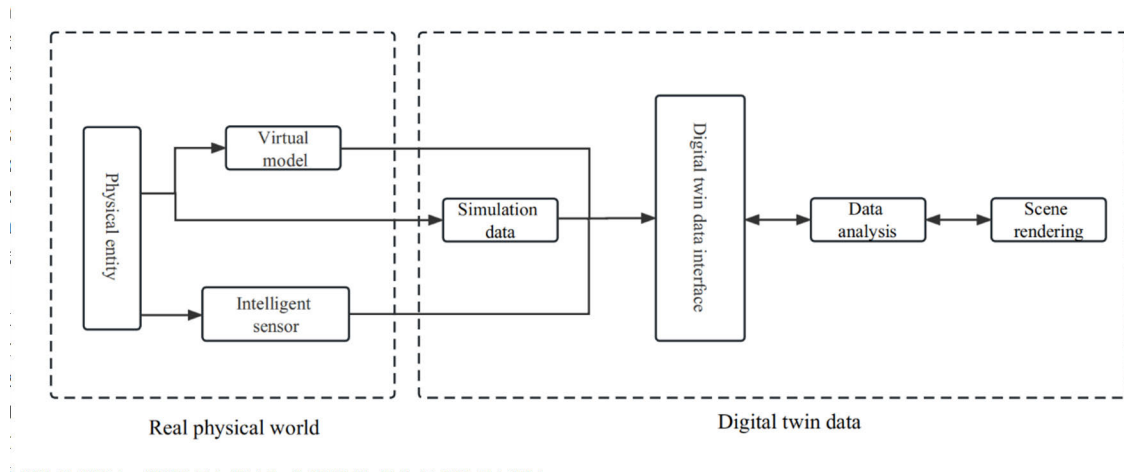 Physical entity
Virtual
model
Intelligent
sensor
Simulation
data
Digital twin data interface
Data
analysis
Scene
rendering
Real physical world
Digital twin data